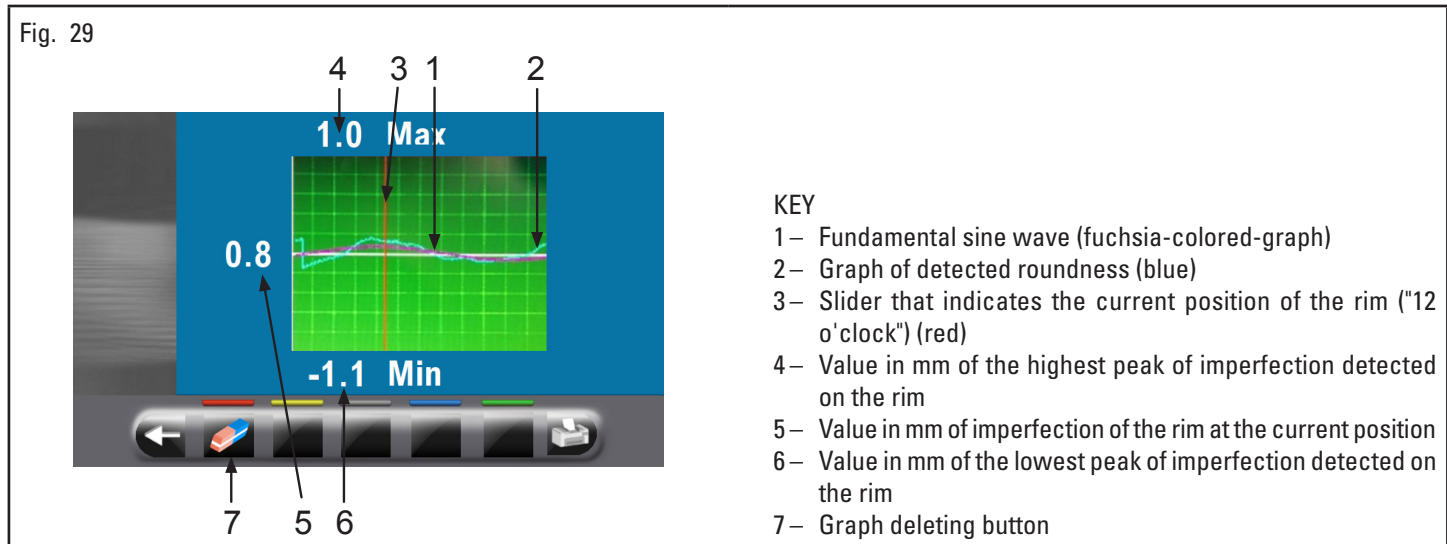 Fig. 29
4 3 1 2
1.0 Max
0.8
-1.1 Min
7 5 6
KEY
1 – Fundamental sine wave (fuchsia-colored-graph)
2 – Graph of detected roundness (blue)
3 – Slider that indicates the current position of the rim ("12
o'clock") (red)
4 – Value in mm of the highest peak of imperfection detected
on the rim
5 – Value in mm of imperfection of the rim at the current position
6 – Value in mm of the lowest peak of imperfection detected on
the rim
7 – Graph deleting button